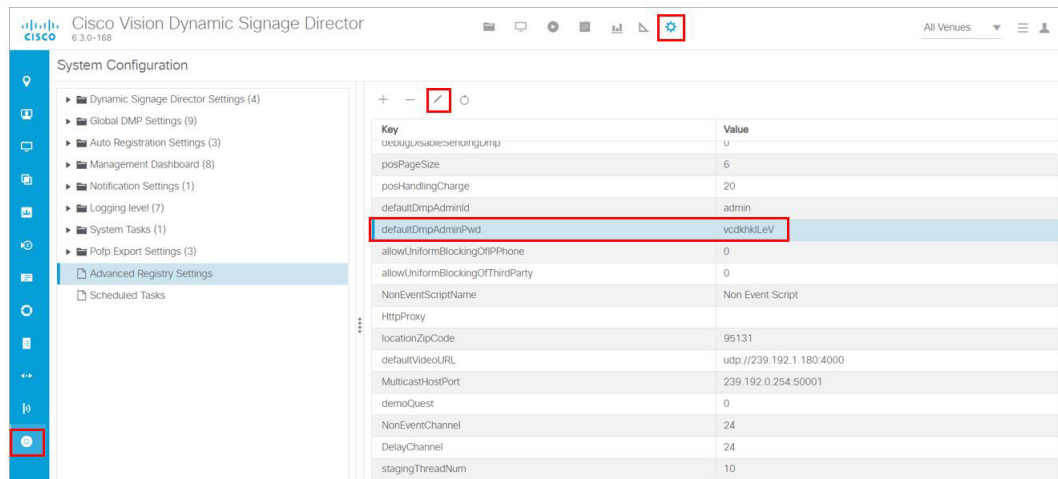 CISCO
Cisco Vision Dynamic Signage Director
6.3.0-168
All Venues
System Configuration
Dynamic Signage Director Settings (4)
Global DMP Settings (9)
Auto Registration Settings (3)
Management Dashboard (8)
Notification Settings (1)
Logging level (7)
System Tasks (1)
Pofp Export Settings (3)
Advanced Registry Settings
Scheduled Tasks
Key Value
debugDisableSendingDmp 0
posPageSize 6
posHandlingCharge 20
defaultDmpAdminId admin
defaultDmpAdminPwd vcdkhklLeV
allowUniformBlockingOfIPPhone 0
allowUniformBlockingOfThirdParty 0
NonEventScriptName Non Event Script
HttpProxy
locationZipCode 95131
defaultVideoURL udp://239.192.1.180:4000
MulticastHostPort 239.192.0.254:50001
demoQuest 0
NonEventChannel 24
DelayChannel 24
stagingThreadNum 10